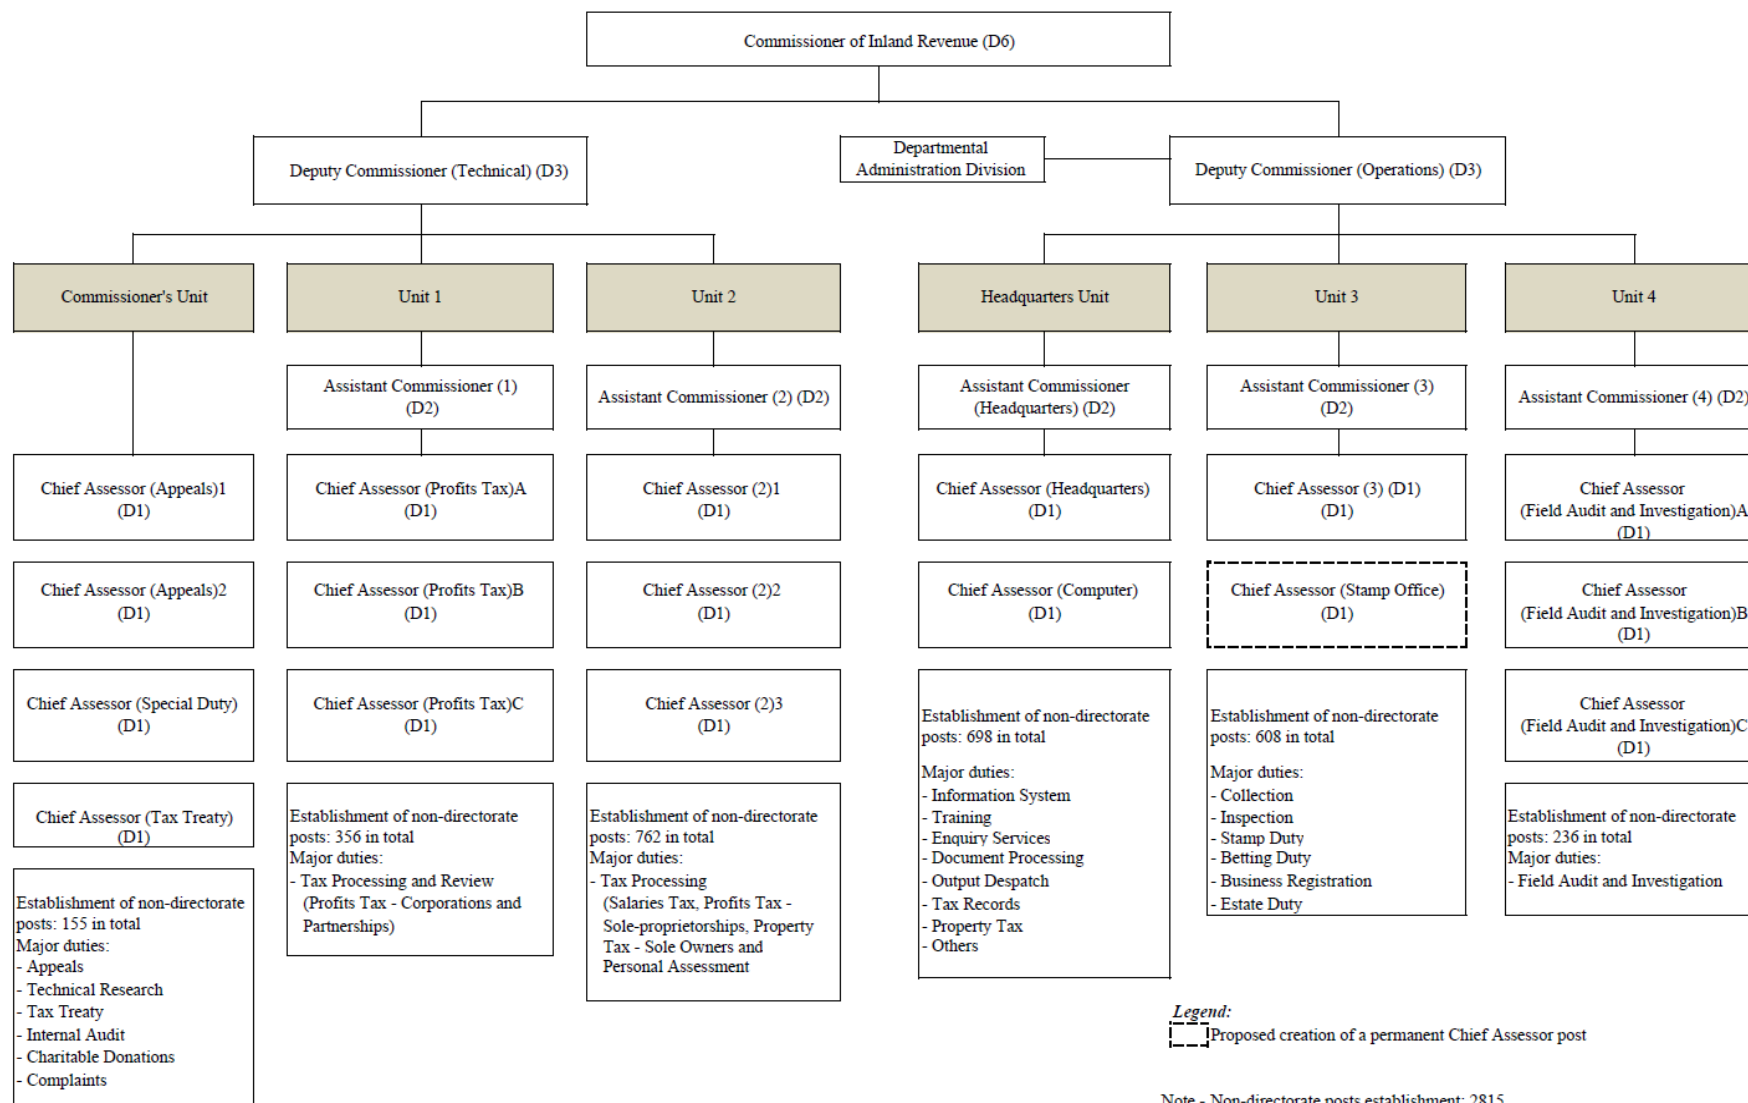 Commissioner of Inland Revenue (D6)
Deputy Commissioner (Technical) (D3)
Departmental
Administration Division
Deputy Commissioner (Operations) (D3)
Commissioner's Unit
Unit 1
Unit 2
Headquarters Unit
Unit 3
Unit 4
Assistant Commissioner (1)
(D2)
Assistant Commissioner (2) (D2)
Assistant Commissioner
(Headquarters) (D2)
Assistant Commissioner (3)
(D2)
Assistant Commissioner (4) (D2)
Chief Assessor (Appeals)1
(D1)
Chief Assessor (Profits Tax)A
(D1)
Chief Assessor (2)1
(D1)
Chief Assessor (Headquarters)
(D1)
Chief Assessor (3) (D1)
(D1)
Chief Assessor
(Field Audit and Investigation)A
(D1)
Chief Assessor (Appeals)2
(D1)
Chief Assessor (Profits Tax)B
(D1)
Chief Assessor (2)2
(D1)
Chief Assessor (Computer)
(D1)
Chief Assessor (Stamp Office)
(D1)
Chief Assessor
(Field Audit and Investigation)B
(D1)
Chief Assessor (Special Duty)
(D1)
Chief Assessor (Profits Tax)C
(D1)
Chief Assessor (2)3
(D1)
Chief Assessor
(Field Audit and Investigation)C
(D1)
Chief Assessor (Tax Treaty)
(D1)
Establishment of non-directorate
posts: 155 in total
Major duties:
- Appeals
- Technical Research
- Tax Treaty
- Internal Audit
- Charitable Donations
- Complaints
Establishment of non-directorate
posts: 356 in total
Major duties:
- Tax Processing and Review
(Profits Tax - Corporations and
Partnerships)
Establishment of non-directorate
posts: 762 in total
Major duties:
- Tax Processing
(Salaries Tax, Profits Tax -
Sole-proprietorships, Property
Tax - Sole Owners and
Personal Assessment
Establishment of non-directorate
posts: 698 in total
Major duties:
- Information System
- Training
- Enquiry Services
- Document Processing
- Output Despatch
- Tax Records
- Property Tax
- Others
Establishment of non-directorate
posts: 608 in total
Major duties:
- Collection
- Inspection
- Stamp Duty
- Betting Duty
- Business Registration
- Estate Duty
Establishment of non-directorate
posts: 236 in total
Major duties:
- Field Audit and Investigation
Legend:
Proposed creation of a permanent Chief Assessor post
Note - Non-directorate posts establishment: 2815